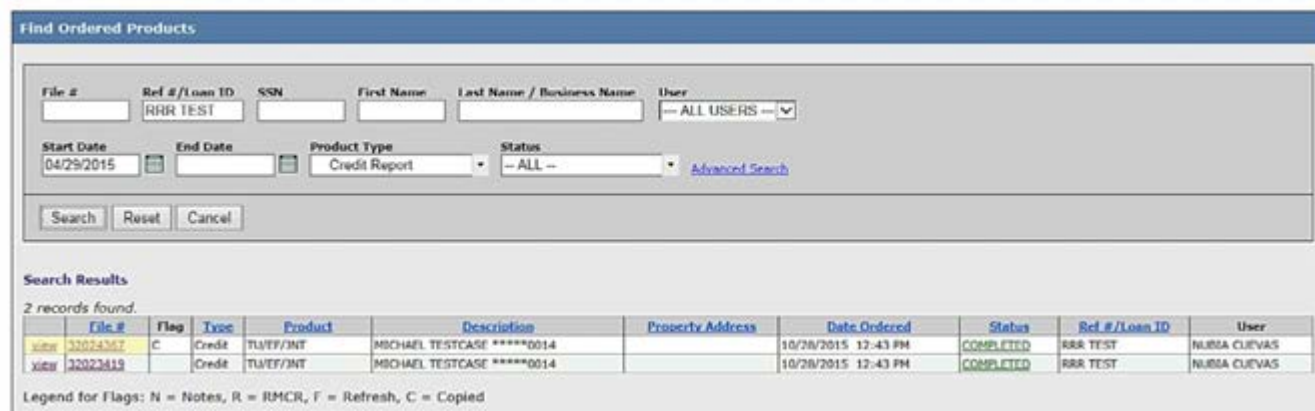 Find Ordered Products
File # Ref #/Loan ID SSN First Name Last Name / Business Name User
RRR TEST --- ALL USERS ---
Start Date End Date Product Type Status
04/29/2015 Credit Report -- ALL -- Advanced Search
Search Reset Cancel
Search Results
2 records found.
File # Flag Type Product Description Property Address Date Ordered Status Ref #/Loan ID User
view 32024367 C Credit TU/EF/JNT MICHAEL TESTCASE *****0014 10/28/2015 12:43 PM COMPLETED RRR TEST NUBIA CUEVAS
view 32023419 Credit TU/EF/JNT MICHAEL TESTCASE *****0014 10/28/2015 12:43 PM COMPLETED RRR TEST NUBIA CUEVAS
Legend for Flags: N = Notes, R = RMCR, F = Refresh, C = Copied